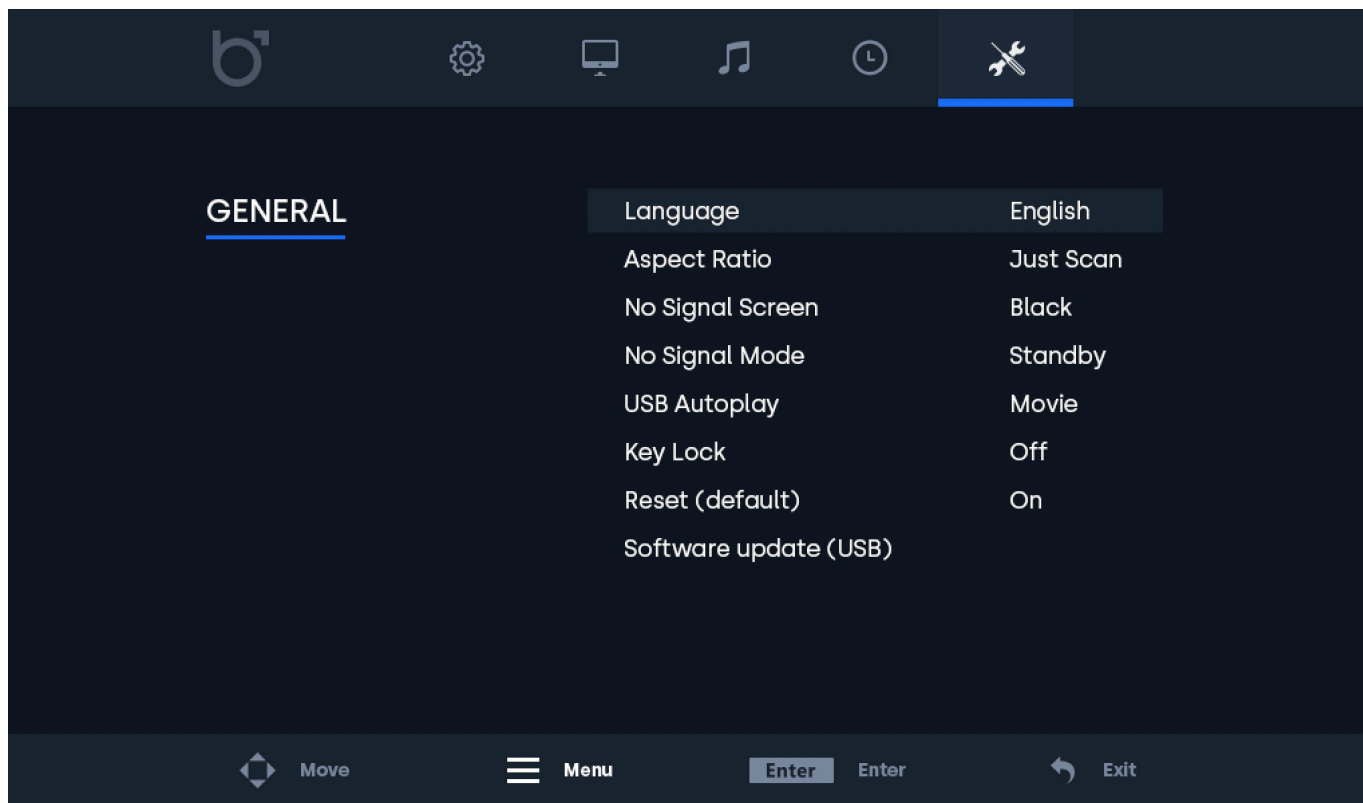 GENERAL
Language English
Aspect Ratio Just Scan
No Signal Screen Black
No Signal Mode Standby
USB Autoplay Movie
Key Lock Off
Reset (default) On
Software update (USB)
Move Menu Enter Enter Exit